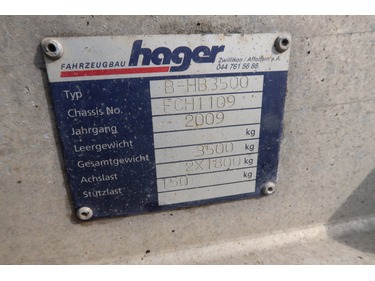 FAHRZEUGBAU hager
Zwillikon / Affoltern a.A.
044 761 56 86
Typ B-HB3500
Chassis No. FCH1109
Jahrgang 2009
Leergewicht kg
Gesamtgewicht 3500 kg
Achslast 2X1800 kg
Stützlast 150 kg